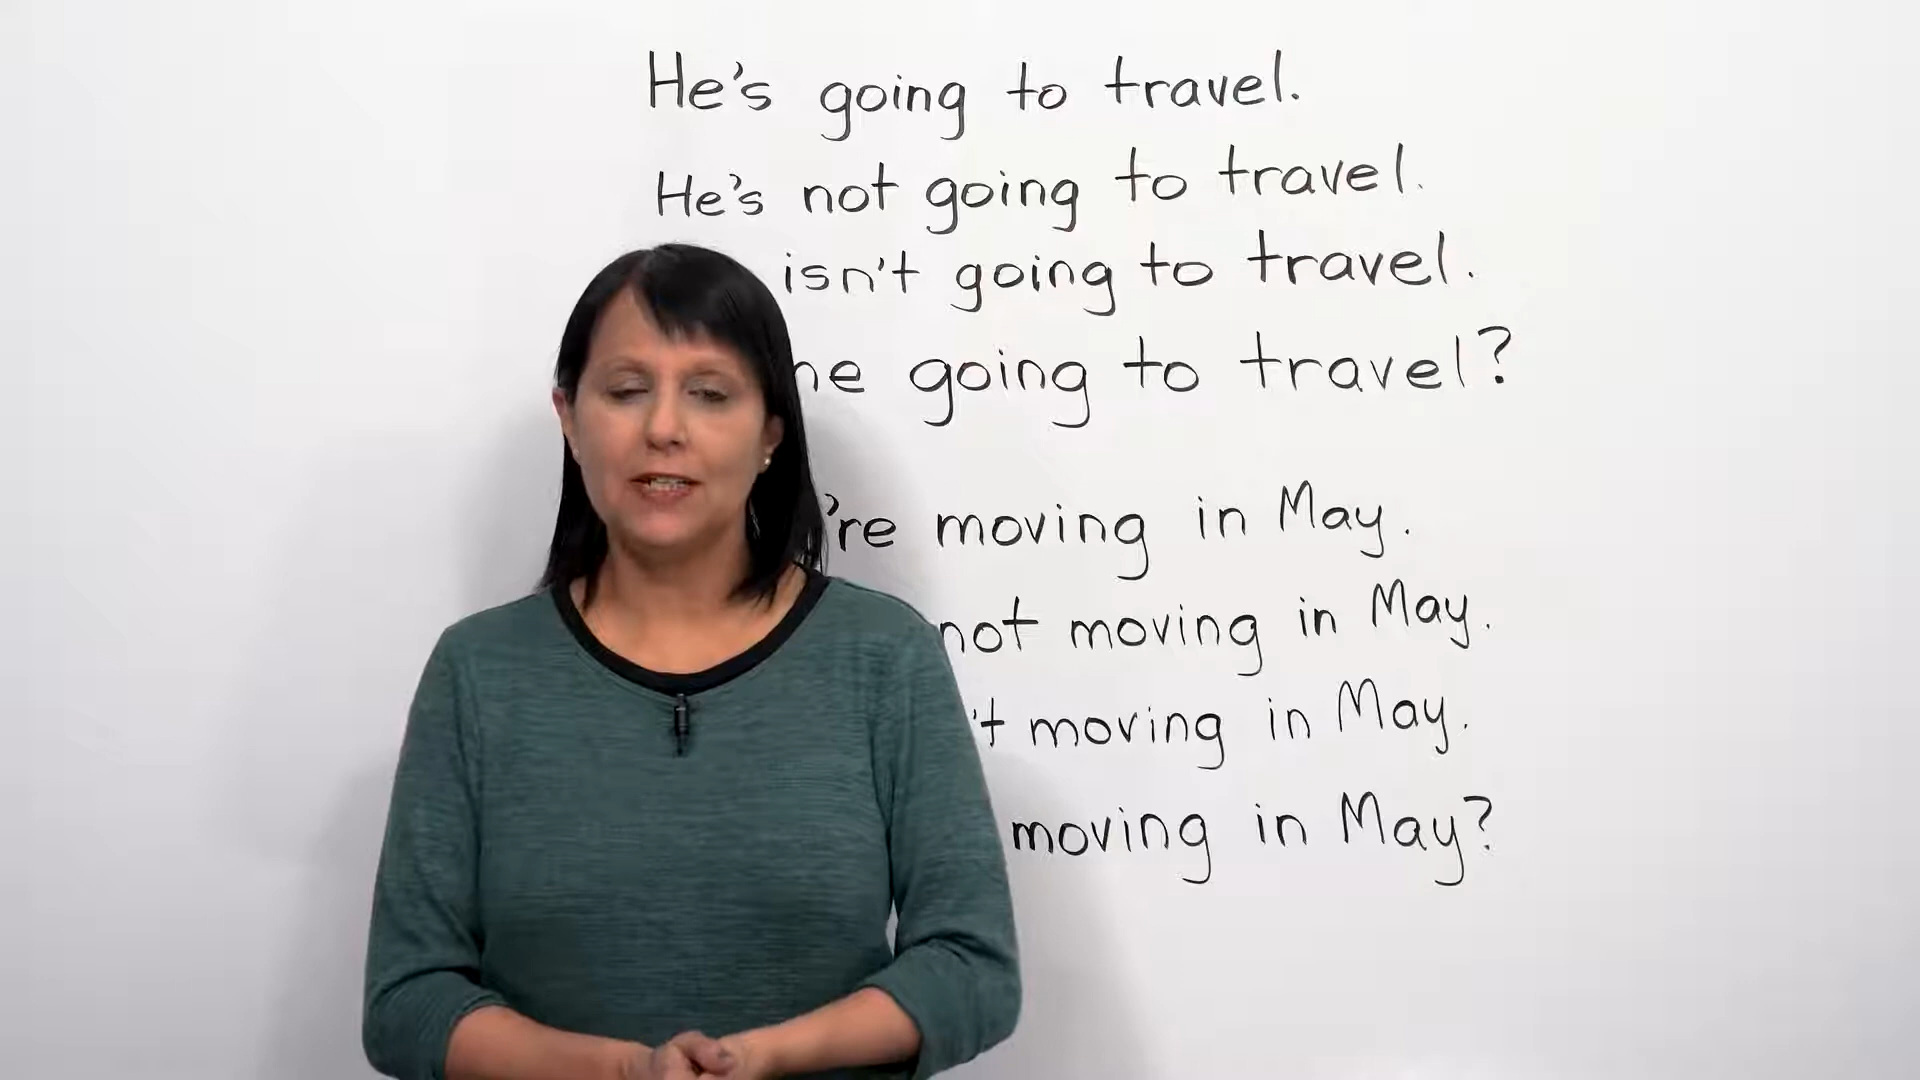 He's going to travel.
He's not going to travel.
isn't going to travel.
he going to travel?
're moving in May.
not moving in May.
't moving in May.
moving in May?